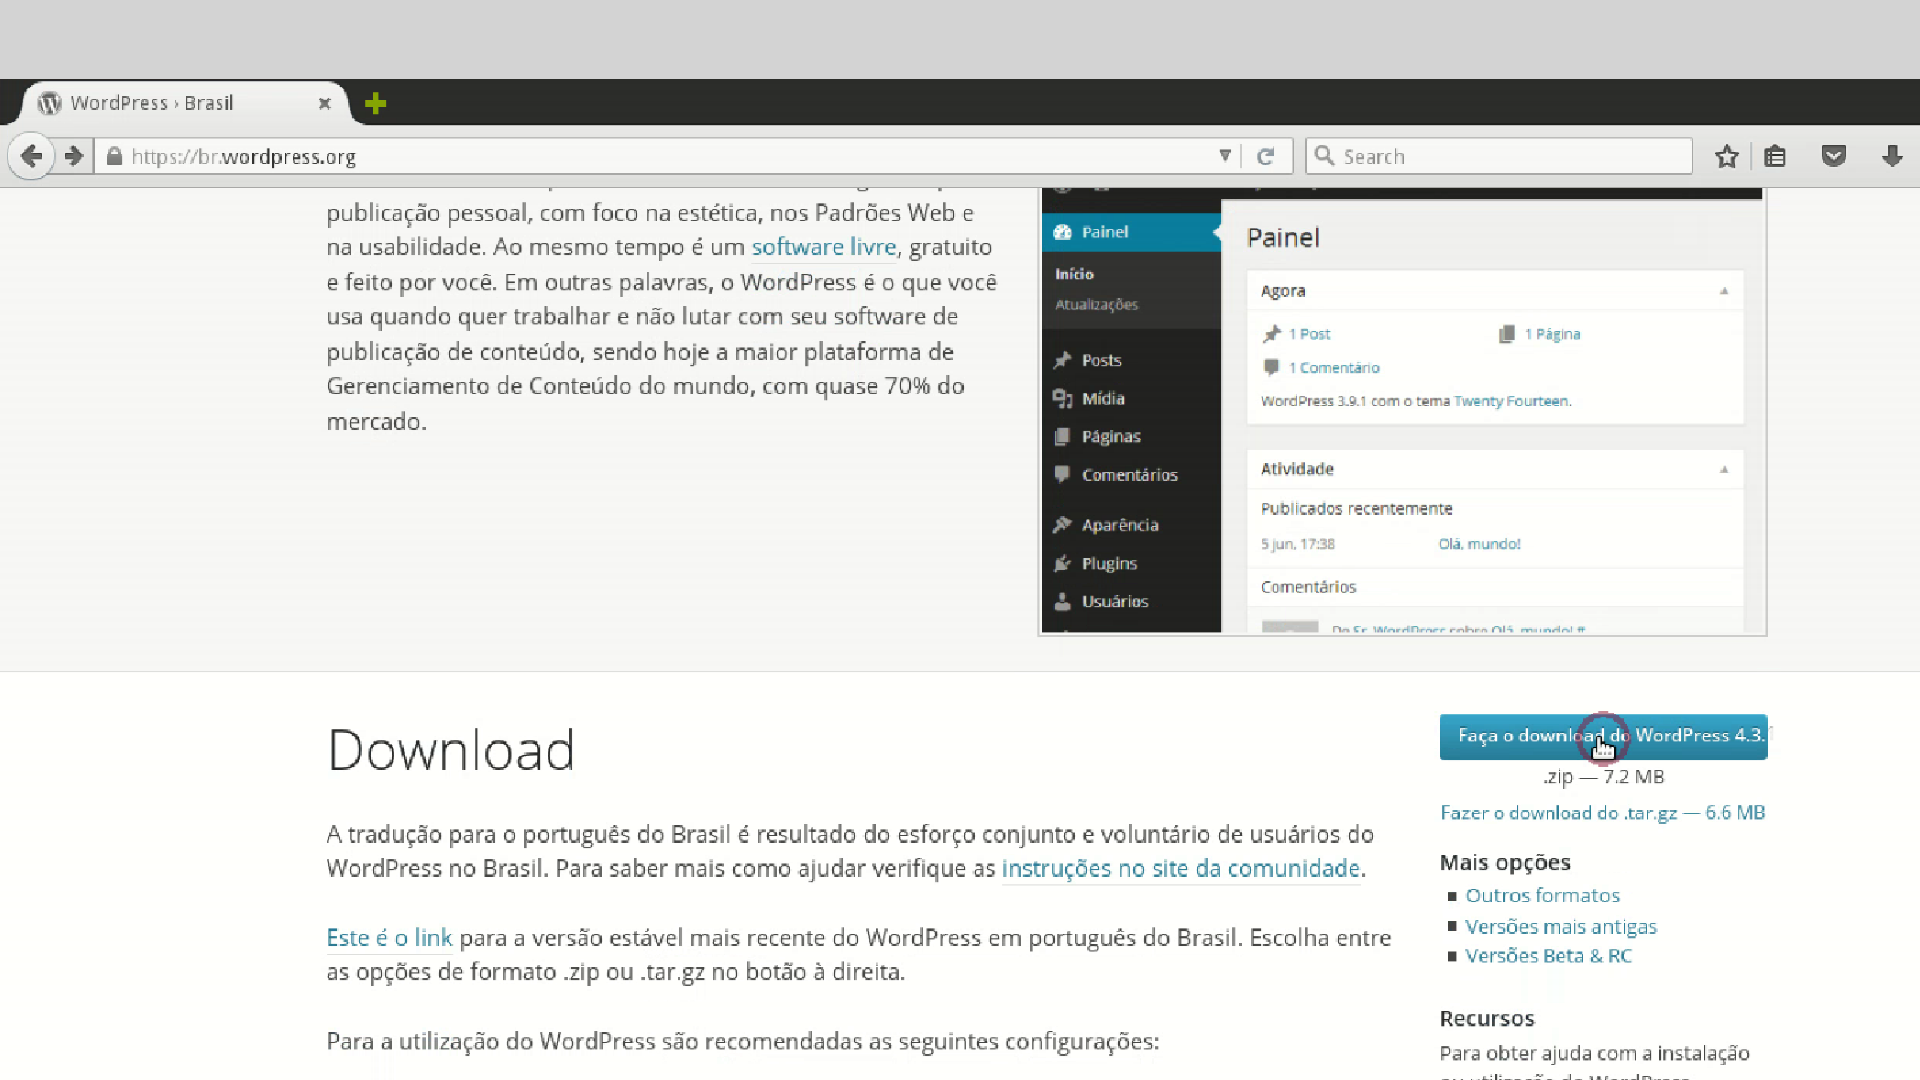 WordPress › Brasil
https://br.wordpress.org
Search
publicação pessoal, com foco na estética, nos Padrões Web e
na usabilidade. Ao mesmo tempo é um software livre, gratuito
e feito por você. Em outras palavras, o WordPress é o que você
usa quando quer trabalhar e não lutar com seu software de
publicação de conteúdo, sendo hoje a maior plataforma de
Gerenciamento de Conteúdo do mundo, com quase 70% do
mercado.
Painel
Início
Atualizações
Posts
Mídia
Páginas
Comentários
Aparência
Plugins
Usuários
Painel
Agora
1 Post
1 Página
1 Comentário
WordPress 3.9.1 com o tema Twenty Fourteen.
Atividade
Publicados recentemente
5 jun, 17:38
Olá, mundo!
Comentários
De Sr. WordPress sobre Olá, mundo! #
Download
A tradução para o português do Brasil é resultado do esforço conjunto e voluntário de usuários do
WordPress no Brasil. Para saber mais como ajudar verifique as instruções no site da comunidade.
Este é o link para a versão estável mais recente do WordPress em português do Brasil. Escolha entre
as opções de formato .zip ou .tar.gz no botão à direita.
Para a utilização do WordPress são recomendadas as seguintes configurações:
Faça o download do WordPress 4.3.
.zip — 7.2 MB
Fazer o download do .tar.gz — 6.6 MB
Mais opções
Outros formatos
Versões mais antigas
Versões Beta & RC
Recursos
Para obter ajuda com a instalação